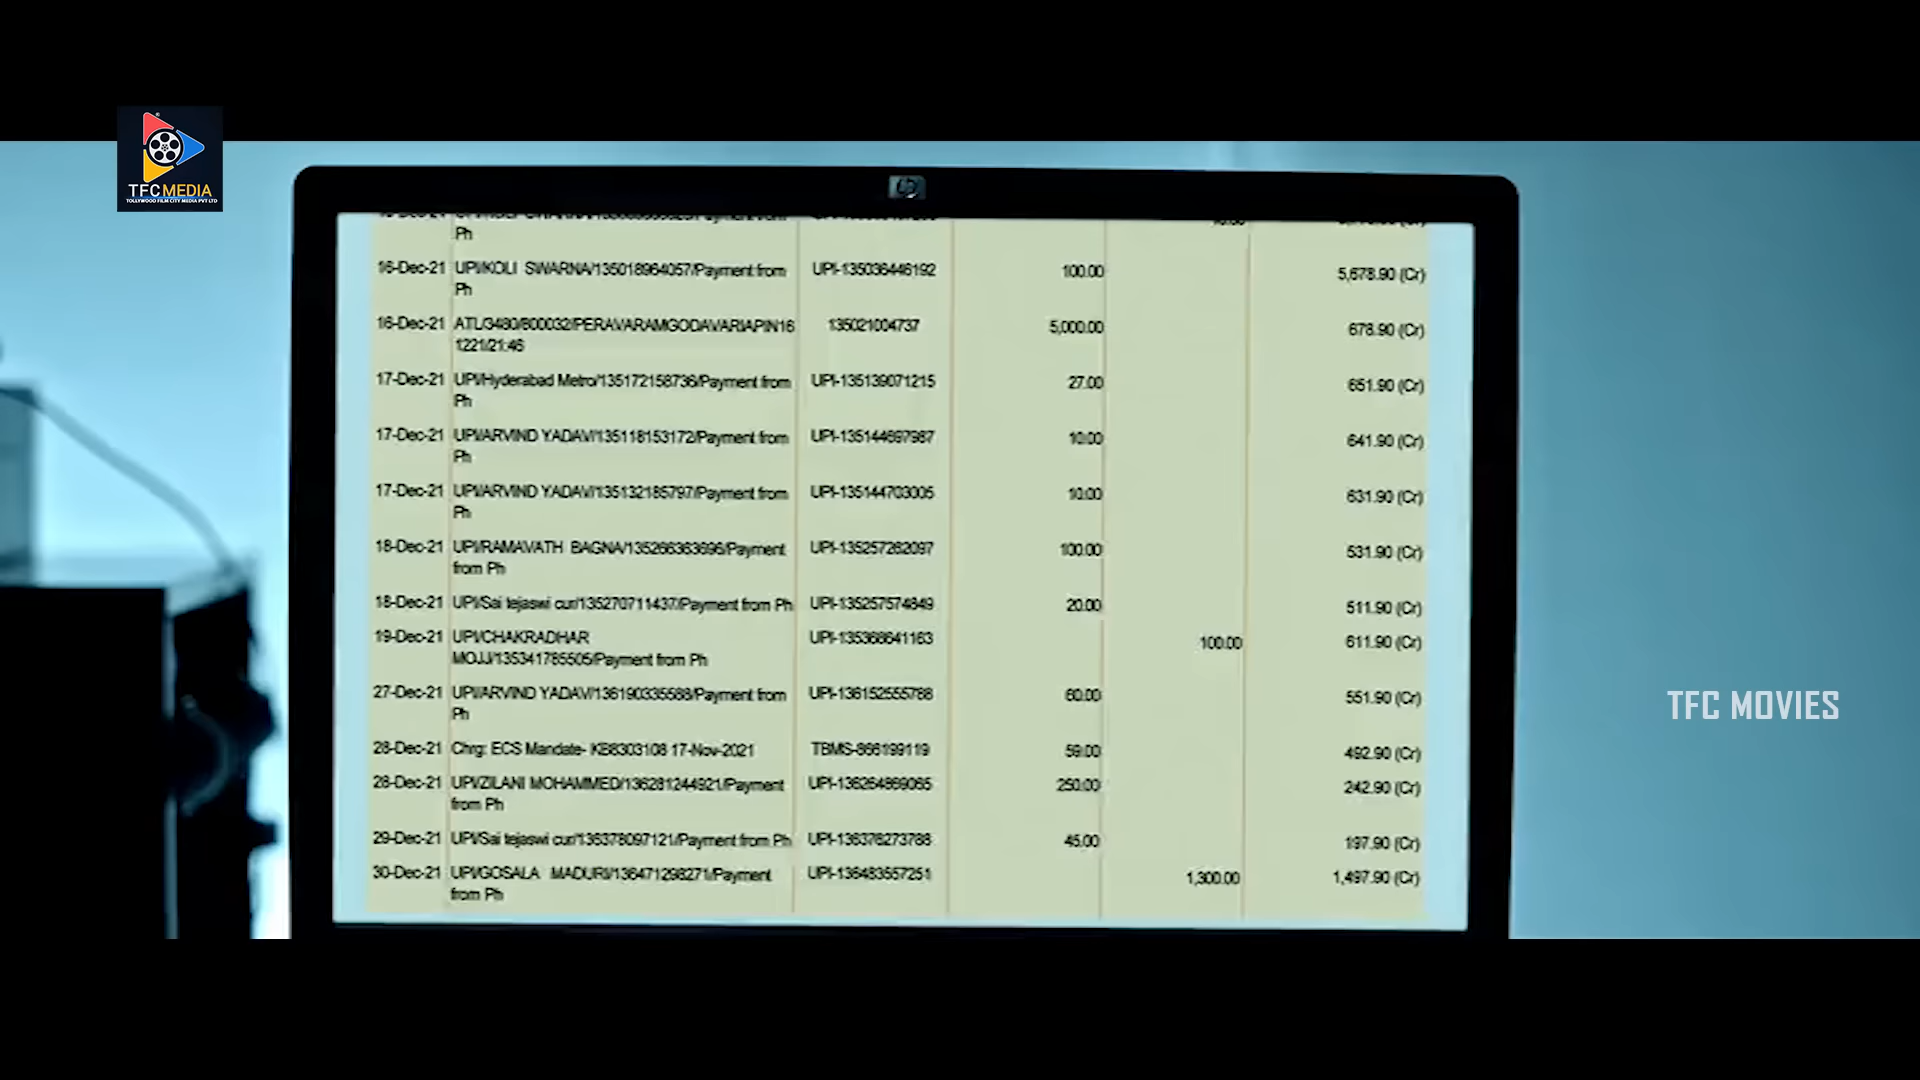 TFC MEDIA
TOLLYWOOD FILM CITY MEDIA PVT LTD
Ph
16-Dec-21 UPI/KOLI SWARNA/135018964057/Payment from UPI-135036446192 100.00 5,678.90 (Cr)
Ph
16-Dec-21 ATL/3480/600032/PERAVARAMGODAVARIAPIN16 135021004737 5,000.00 678.90 (Cr)
1221/21:46
17-Dec-21 UPI/Hyderabad Metro/135172158736/Payment from UPI-135139071215 27.00 651.90 (Cr)
Ph
17-Dec-21 UPI/ARVIND YADAV/135118153172/Payment from UPI-135144697987 10.00 641.90 (Cr)
Ph
17-Dec-21 UPI/ARVIND YADAV/135132185797/Payment from UPI-135144703005 10.00 631.90 (Cr)
Ph
18-Dec-21 UPI/RAMAVATH BAGNA/135266363696/Payment UPI-135257262097 100.00 531.90 (Cr)
from Ph
18-Dec-21 UPI/Sai tejaswi cur/135270711437/Payment from Ph UPI-135257574849 20.00 511.90 (Cr)
19-Dec-21 UPI/CHAKRADHAR UPI-135368641163 100.00 611.90 (Cr)
MOJJ/135341785505/Payment from Ph
27-Dec-21 UPI/ARVIND YADAV/136190335588/Payment from UPI-136152555788 60.00 551.90 (Cr)
Ph
28-Dec-21 Chrg: ECS Mandate- KE8303108 17-Nov-2021 TBMS-866199119 59.00 492.90 (Cr)
28-Dec-21 UPI/ZILANI MOHAMMED/136281244921/Payment UPI-136264869065 250.00 242.90 (Cr)
from Ph
29-Dec-21 UPI/Sai tejaswi cur/136378097121/Payment from Ph UPI-136376273788 45.00 197.90 (Cr)
30-Dec-21 UPI/GOSALA MADURI/136471298271/Payment UPI-136483557251 1,300.00 1,497.90 (Cr)
from Ph
TFC MOVIES